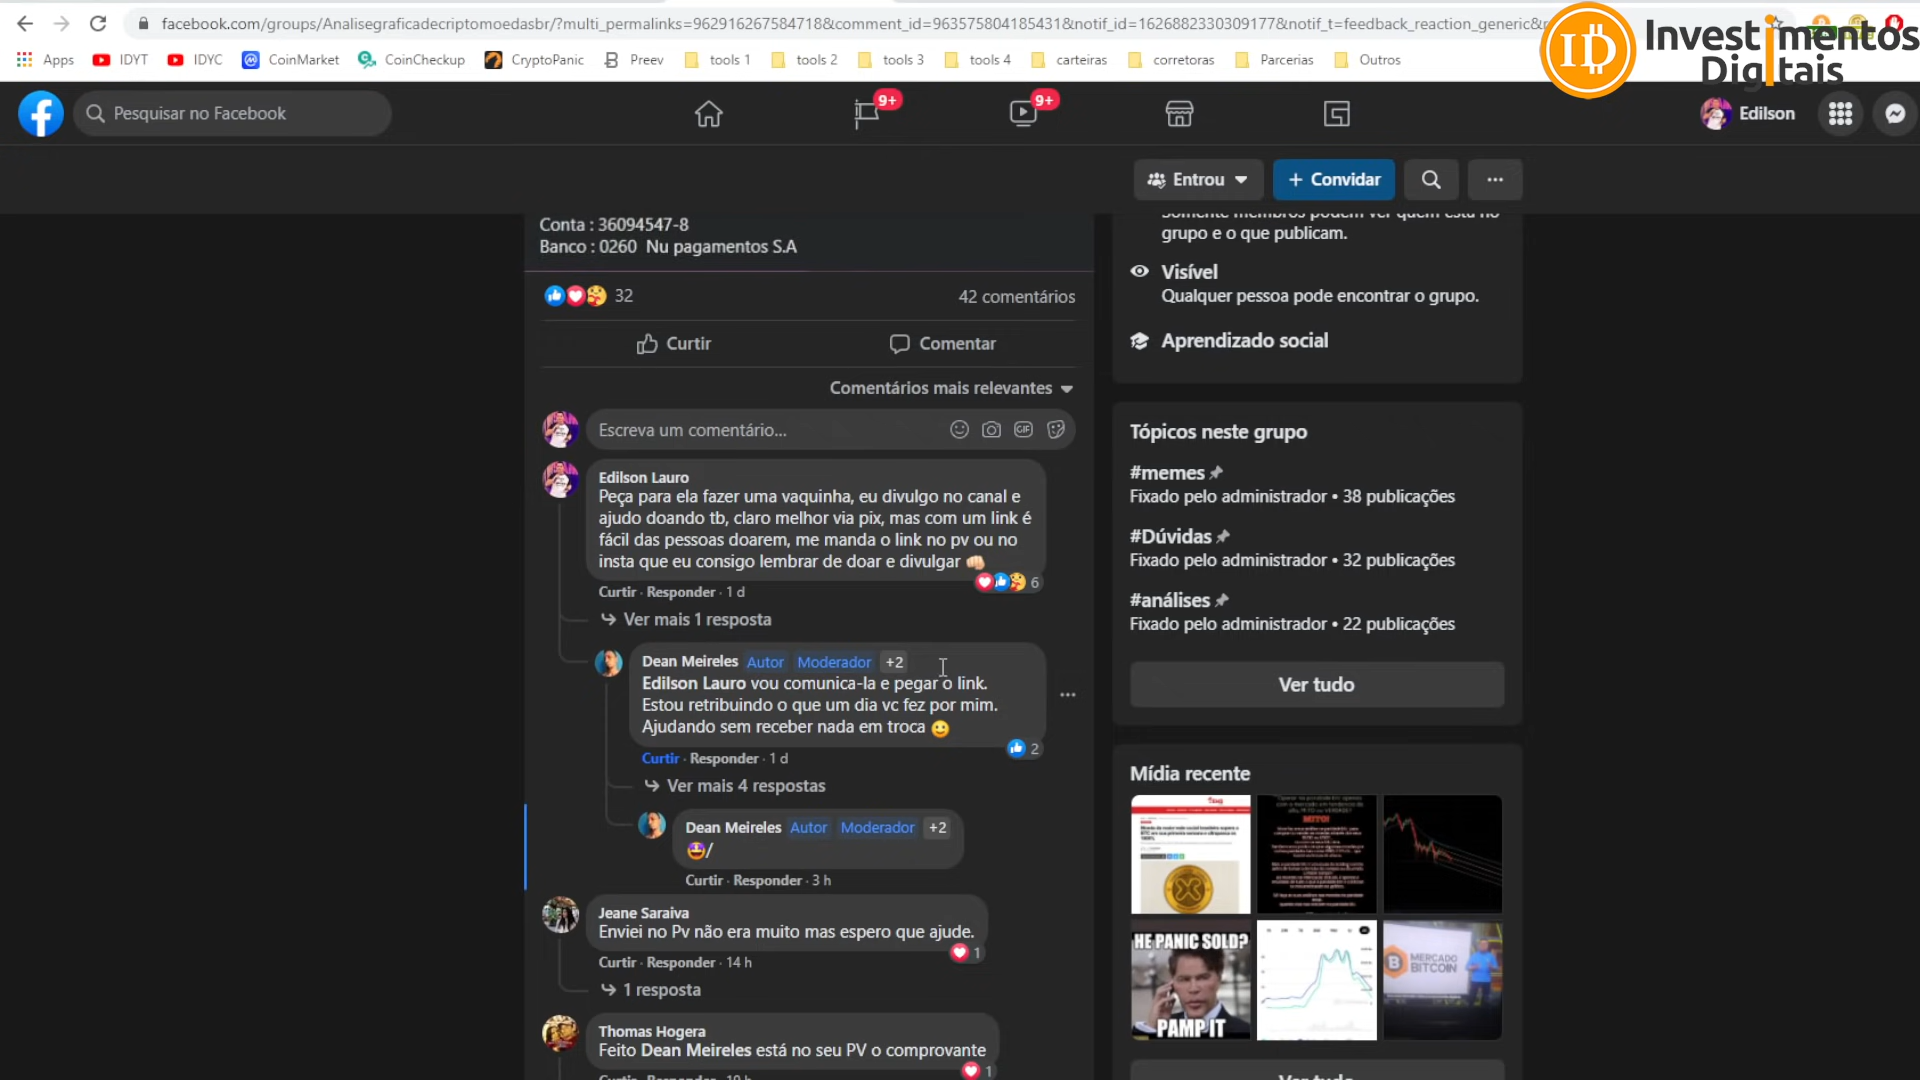 facebook.com/groups/Analisegraficadecriptomoedasbr/?multi_permalinks=962916267584718&comment_id=963575804185431&notif_id=1626882330309177&notif_t=feedback_reaction_generic&r
Investimentos
Digitais
Apps IDYT IDYC CoinMarket CoinCheckup CryptoPanic Preev tools 1 tools 2 tools 3 tools 4 carteiras corretoras Parcerias Outros
Pesquisar no Facebook
9+
9+
Edilson
Entrou
+ Convidar
Conta : 36094547-8
Banco : 0260 Nu pagamentos S.A
32
42 comentários
Curtir
Comentar
Comentários mais relevantes
Escreva um comentário...
GIF
Edilson Lauro
Peça para ela fazer uma vaquinha, eu divulgo no canal e
ajudo doando tb, claro melhor via pix, mas com um link é
fácil das pessoas doarem, me manda o link no pv ou no
insta que eu consigo lembrar de doar e divulgar 👊🏻
6
Curtir · Responder · 1 d
Ver mais 1 resposta
Dean Meireles Autor Moderador +2
Edilson Lauro vou comunica-la e pegar o link.
Estou retribuindo o que um dia vc fez por mim.
Ajudando sem receber nada em troca 😀
2
Curtir · Responder · 1 d
Ver mais 4 respostas
Dean Meireles Autor Moderador +2
🤩/
Curtir · Responder · 3 h
Jeane Saraiva
Enviei no Pv não era muito mas espero que ajude.
1
Curtir · Responder · 14 h
1 resposta
Thomas Hogera
Feito Dean Meireles está no seu PV o comprovante
1
Somente membros podem ver quem está no
grupo e o que publicam.
Visível
Qualquer pessoa pode encontrar o grupo.
Aprendizado social
Tópicos neste grupo
#memes
Fixado pelo administrador • 38 publicações
#Dúvidas
Fixado pelo administrador • 32 publicações
#análises
Fixado pelo administrador • 22 publicações
Ver tudo
Mídia recente
MITO!
HE PANIC SOLD?
PAMP IT
MERCADO
BITCOIN
Ver tudo